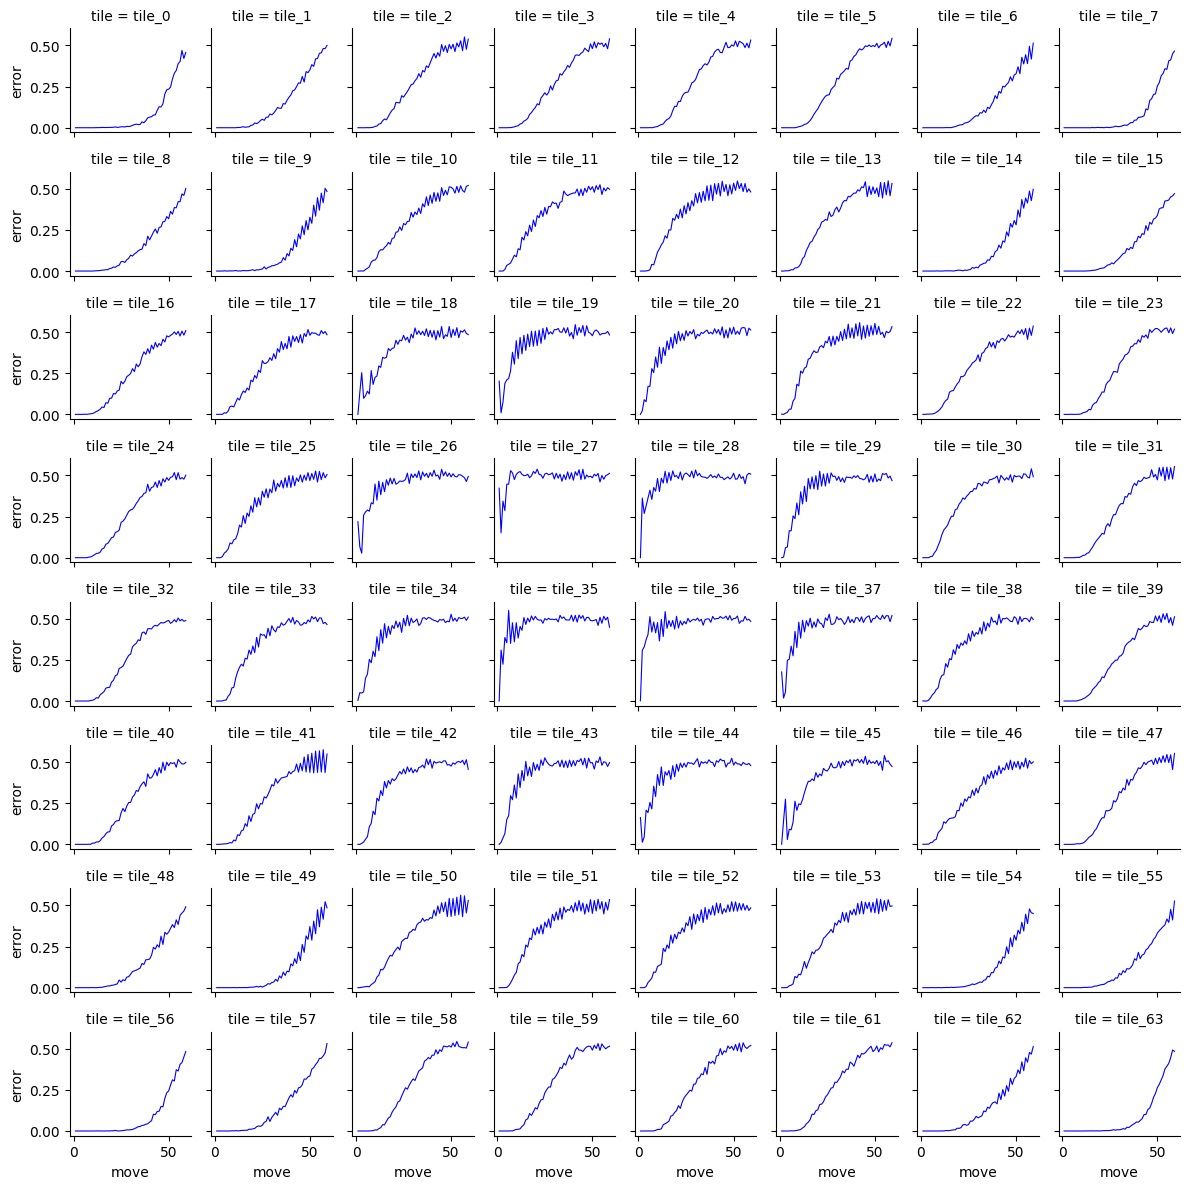 tile = tile_0 tile = tile_1 tile = tile_2 tile = tile_3 tile = tile_4 tile = tile_5 tile = tile_6 tile = tile_7
error
0.50
0.25
0.00
tile = tile_8 tile = tile_9 tile = tile_10 tile = tile_11 tile = tile_12 tile = tile_13 tile = tile_14 tile = tile_15
error
0.50
0.25
0.00
tile = tile_16 tile = tile_17 tile = tile_18 tile = tile_19 tile = tile_20 tile = tile_21 tile = tile_22 tile = tile_23
error
0.50
0.25
0.00
tile = tile_24 tile = tile_25 tile = tile_26 tile = tile_27 tile = tile_28 tile = tile_29 tile = tile_30 tile = tile_31
error
0.50
0.25
0.00
tile = tile_32 tile = tile_33 tile = tile_34 tile = tile_35 tile = tile_36 tile = tile_37 tile = tile_38 tile = tile_39
error
0.50
0.25
0.00
tile = tile_40 tile = tile_41 tile = tile_42 tile = tile_43 tile = tile_44 tile = tile_45 tile = tile_46 tile = tile_47
error
0.50
0.25
0.00
tile = tile_48 tile = tile_49 tile = tile_50 tile = tile_51 tile = tile_52 tile = tile_53 tile = tile_54 tile = tile_55
error
0.50
0.25
0.00
tile = tile_56 tile = tile_57 tile = tile_58 tile = tile_59 tile = tile_60 tile = tile_61 tile = tile_62 tile = tile_63
error
0.50
0.25
0.00
0 50 0 50 0 50 0 50 0 50 0 50 0 50 0 50
move move move move move move move move